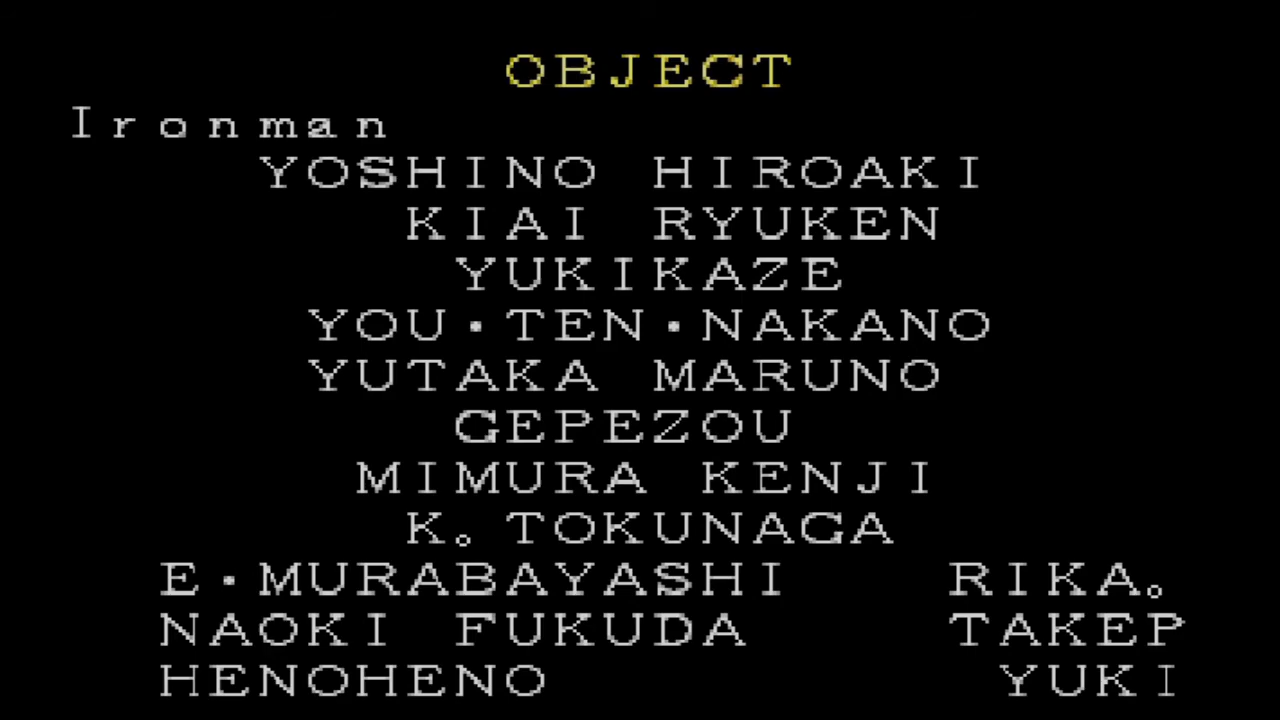 OBJECT
Ironman
YOSHINO HIROAKI
KIAI RYUKEN
YUKIKAZE
YOU・TEN・NAKANO
YUTAKA MARUNO
GEPEZOU
MIMURA KENJI
K。TOKUNAGA
E・MURABAYASHI RIKA。
NAOKI FUKUDA TAKEP
HENOHENO YUKI